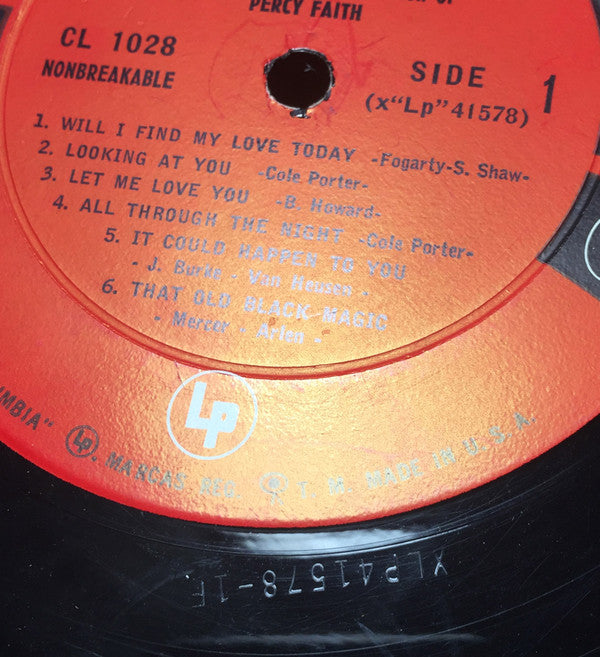 PERCY FAITH
CL 1028
NONBREAKABLE
SIDE 1
(x"Lp"41578)
1. WILL I FIND MY LOVE TODAY -Fogarty-S. Shaw-
2. LOOKING AT YOU -Cole Porter-
3. LET ME LOVE YOU -B. Howard-
4. ALL THROUGH THE NIGHT -Cole Porter-
5. IT COULD HAPPEN TO YOU
- J. Burke - Van Heusen -
6. THAT OLD BLACK MAGIC
- Mercer - Arlen -
Lp
MBIA" Lp. MARCAS REG. T. M. MADE IN U. S. A.
XLP41578-1F